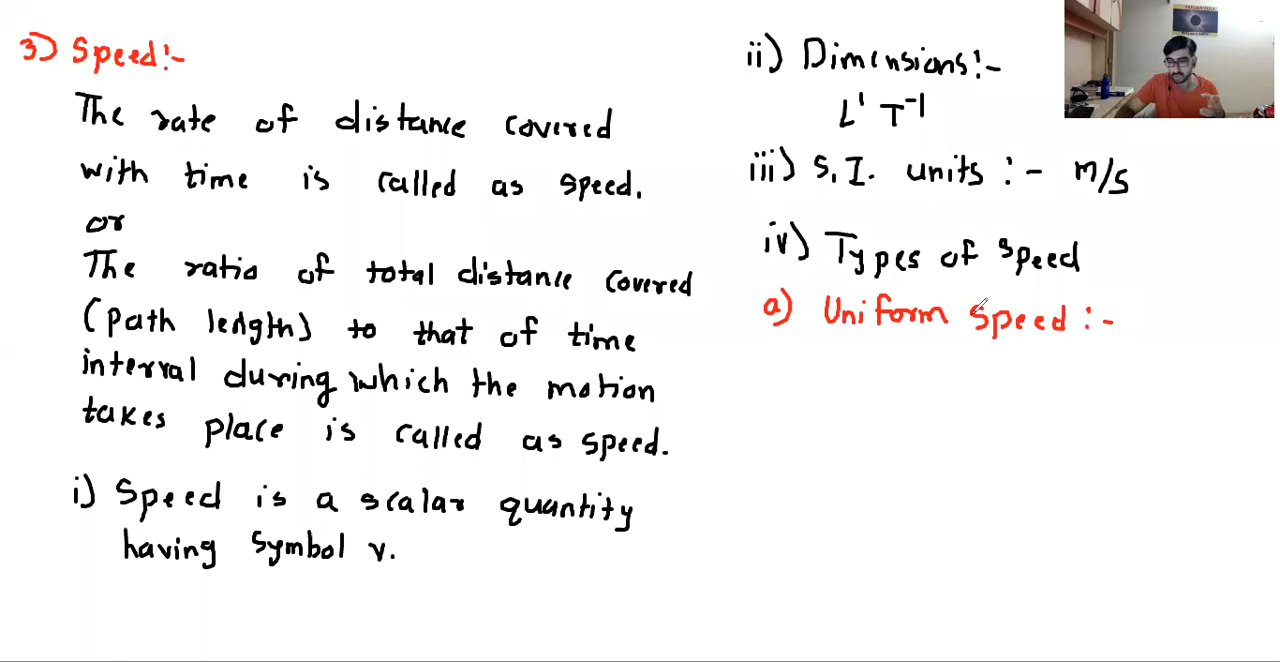 3) Speed:-
The rate of distance covered
with time is called as speed.
or
The ratio of total distance covered
(path length) to that of time
interval during which the motion
takes place is called as speed.
i) Speed is a scalar quantity
having symbol v.
ii) Dimensions:-
L¹ T⁻¹
iii) S.I. units :- m/s
iv) Types of speed
a) Uniform speed :-